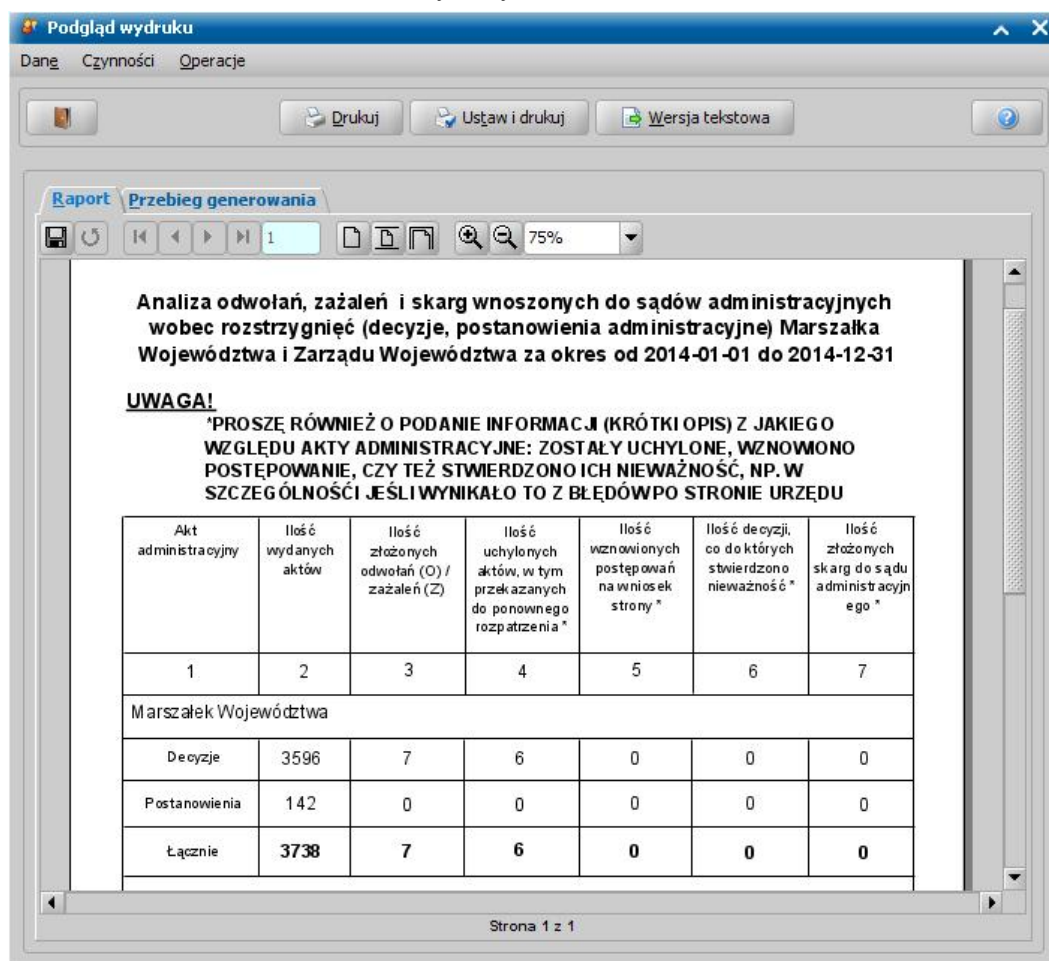 Podgląd wydruku
Dane Czynności Operacje
Drukuj Ustaw i drukuj Wersja tekstowa
Raport Przebieg generowania
1 75%
Analiza odwołań, zażaleń i skarg wnoszonych do sądów administracyjnych
wobec rozstrzygnięć (decyzje, postanowienia administracyjne) Marszałka
Województwa i Zarządu Województwa za okres od 2014-01-01 do 2014-12-31
UWAGA!
*PROSZĘ RÓWNIEŻ O PODANIE INFORMACJI (KRÓTKI OPIS) Z JAKIEGO
WZGLĘDU AKTY ADMINISTRACYJNE: ZOSTAŁY UCHYLONE, WZNOWIONO
POSTĘPOWANIE, CZY TEŻ STWIERDZONO ICH NIEWAŻNOŚĆ, NP. W
SZCZEGÓLNOŚCI JEŚLI WYNIKAŁO TO Z BŁĘDÓW PO STRONIE URZĘDU
Akt
administracyjny
Ilość
wydanych
aktów
Ilość
złożonych
odwołań (O) /
zażaleń (Z)
Ilość
uchylonych
aktów, w tym
przekazanych
do ponownego
rozpatrzenia *
Ilość
wznowionych
postępowań
na wniosek
strony *
Ilość decyzji,
co do których
stwierdzono
nieważność *
Ilość
złożonych
skarg do sądu
administracyjn
ego *
1 2 3 4 5 6 7
Marszałek Województwa
Decyzje 3596 7 6 0 0 0
Postanowienia 142 0 0 0 0 0
Łącznie 3738 7 6 0 0 0
Strona 1 z 1